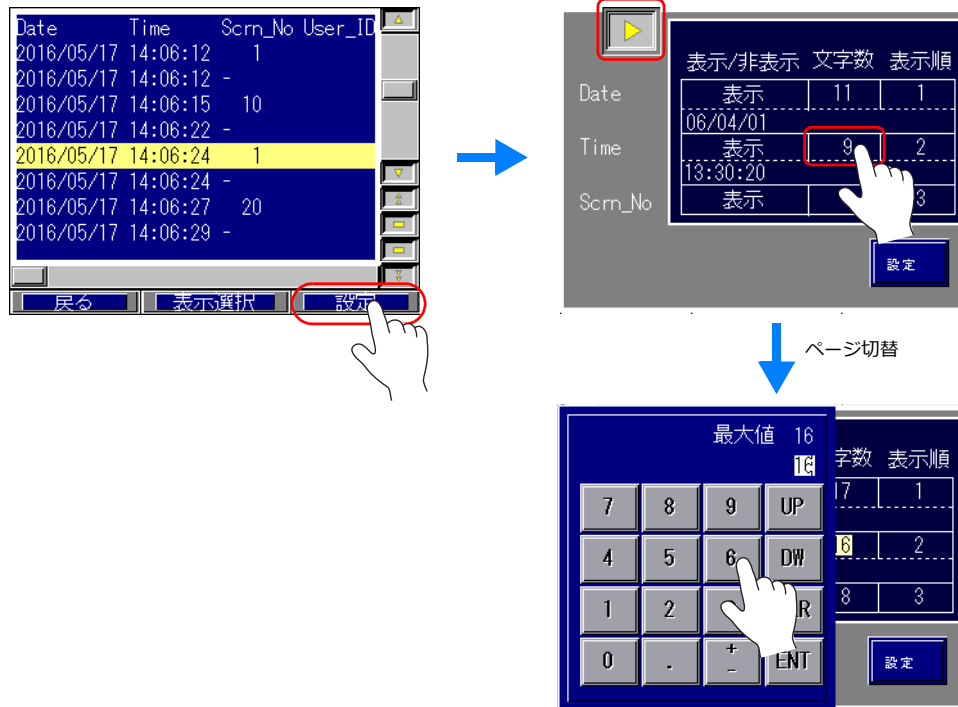 Date Time Scrn_No User_ID
2016/05/17 14:06:12 1
2016/05/17 14:06:12 -
2016/05/17 14:06:15 10
2016/05/17 14:06:22 -
2016/05/17 14:06:24 1
2016/05/17 14:06:24 -
2016/05/17 14:06:27 20
2016/05/17 14:06:29 -
戻る 表示選択 設定
表示/非表示 文字数 表示順
Date 表示 11 1
06/04/01
Time 表示 9 2
13:30:20
Scrn_No 表示 3
設定
ページ切替
最大値 16
16
字数 表示順
17 1
16 2
8 3
7 8 9 UP
4 5 6 DW
1 2 R
0 . +- ENT
設定